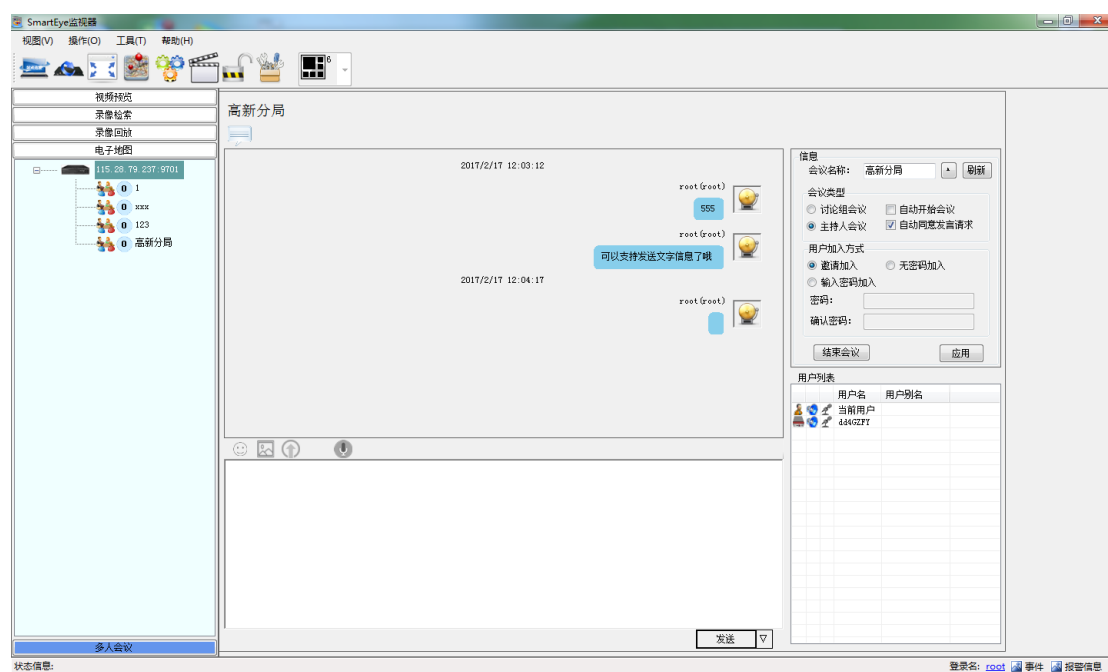 SmartEye监视器
视图(V) 操作(O) 工具(T) 帮助(H)
6
视频预览
录像检索
录像回放
电子地图
115.28.79.237:9701
0 1
0 xxx
0 123
0 高新分局
多人会议
高新分局
2017/2/17 12:03:12
root(root)
555
root(root)
可以支持发送文字信息了哦
2017/2/17 12:04:17
root(root)
发送
信息
会议名称: 高新分局 刷新
会议类型
讨论组会议 自动开始会议
主持人会议 自动同意发言请求
用户加入方式
邀请加入 无密码加入
输入密码加入
密码:
确认密码:
结束会议 应用
用户列表
用户名 用户别名
当前用户
dd4GZFY
状态信息:
登录名: root 事件 报警信息